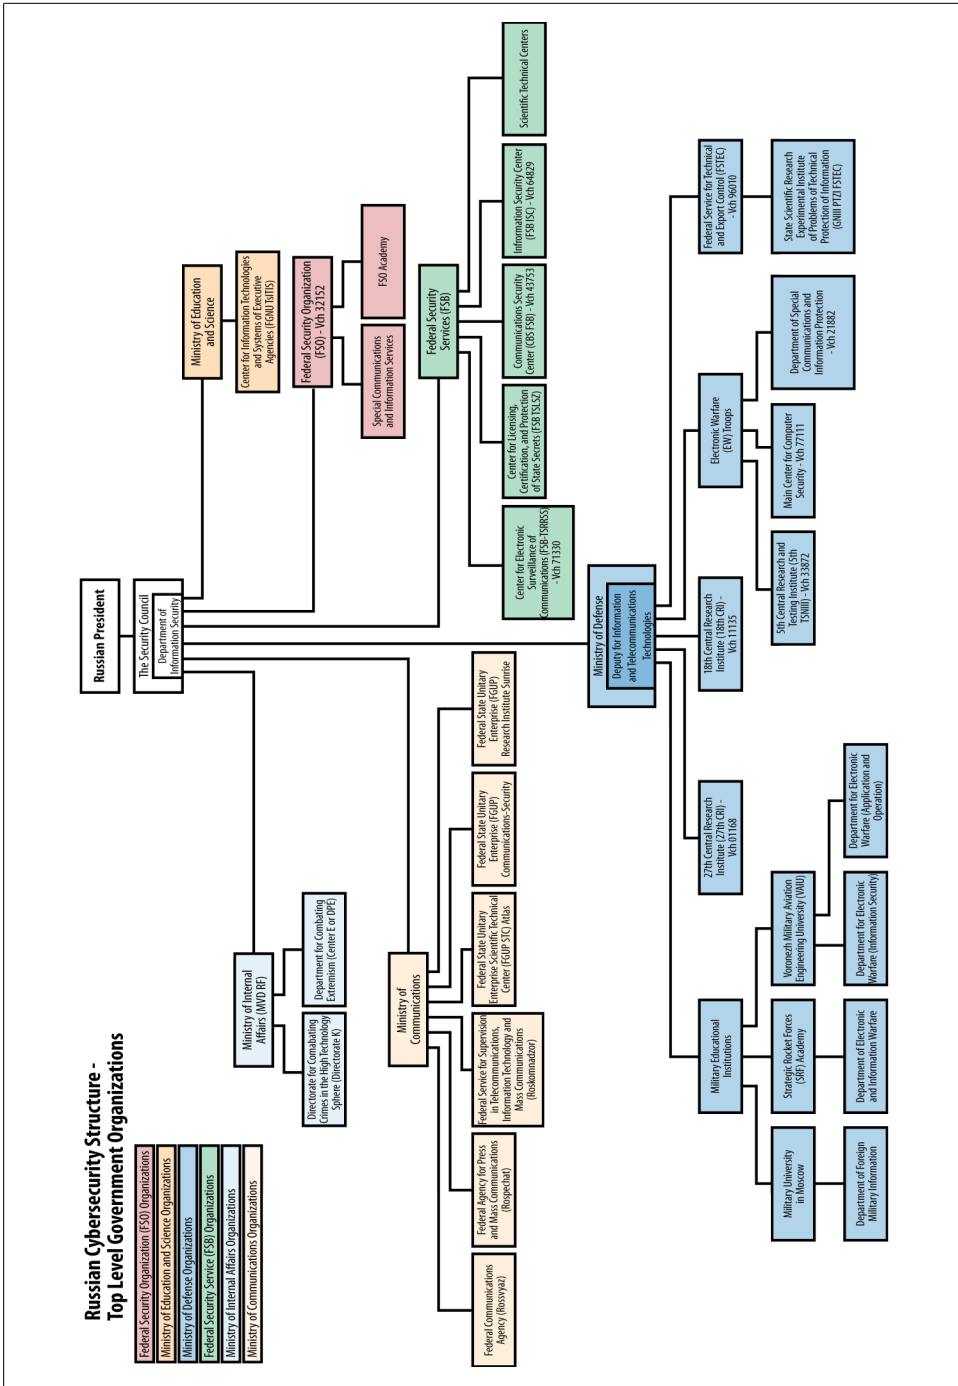 Russian Cybersecurity Structure -
Top Level Government Organizations
Federal Security Organization (FSO) Organizations
Ministry of Education and Science Organizations
Ministry of Defense Organizations
Federal Security Service (FSB) Organizations
Ministry of Internal Affairs Organizations
Ministry of Communications Organizations
Russian President
The Security Council
Department of
Information Security
Ministry of Internal
Affairs (MVD RF)
Directorate for Comabating
Crimes in the High Technology
Sphere (Directorate K)
Department for Combating
Extremism (Center E or DPE)
Ministry of
Communications
Federal Communications
Agency (Rossvyaz)
Federal Agency for Press
and Mass Communications
(Rospechat)
Federal Service for Supervision
in Telecommunications,
Information Technology and
Mass Communications
(Roskomnadzor)
Federal State Unitary
Enterprise Scientific Technical
Center (FGUP STC) Atlas
Federal State Unitary
Enterprise (FGUP)
Communications-Security
Federal State Unitary
Enterprise (FGUP)
Research Institute Sunrise
Ministry of Education
and Science
Center for Information Technologies
and Systems of Executive
Agencies (FGNU TsITIS)
Federal Security Organization
(FSO) - Vch 32152
Special Communications
and Information Services
FSO Academy
Federal Security
Services (FSB)
Center for Electronic
Surveillance of
Communications (FSB-TSRRSS)
- Vch 71330
Center for Licensing,
Certification, and Protection
of State Secrets (FSB TSLSZ)
Communications Security
Center (CBS FSB) - Vch 43753
Infromation Security Center
(FSB ISC) - Vch 64829
Scientific Technical Centers
Ministry of Defense
Deputy for Information
and Telecommunications
Technologies
Military Educational
Institutions
Military University
in Moscow
Department of Foreign
Military Information
Strategic Rocket Forces
(SRF) Academy
Department of Electronic
and Information Warfare
Voronezh Military Aviation
Engineering University (VAIU)
Department for Electronic
Warfare (Information Security)
Department for Electronic
Warfare (Application and
Operation)
27th Central Research
Institute (27th CRI) -
Vch 01168
18th Central Research
Institute (18th CRI) -
Vch 11135
Electronic Warfare
(EW) Troops
5th Central Research and
Testing Institute (5th
TSNIII) - Vch 33872
Main Center for Computer
Security - Vch 77111
Department of Special
Communications and
Information Protection
- Vch 21882
Federal Service for Technical
and Export Control (FSTEC)
- Vch 96010
State Scientific Research
Experimental Institute
of Problems of Technical
Protection of Information
(GNIII PTZI FSTEC)